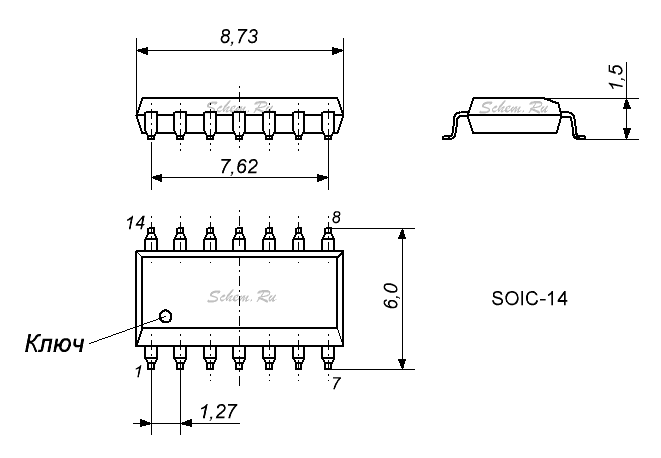 8,73
1,5
Schem.Ru
Schem.Ru
7,62
14
8
Schem.Ru
6,0
SOIC-14
Ключ
1
7
1,27